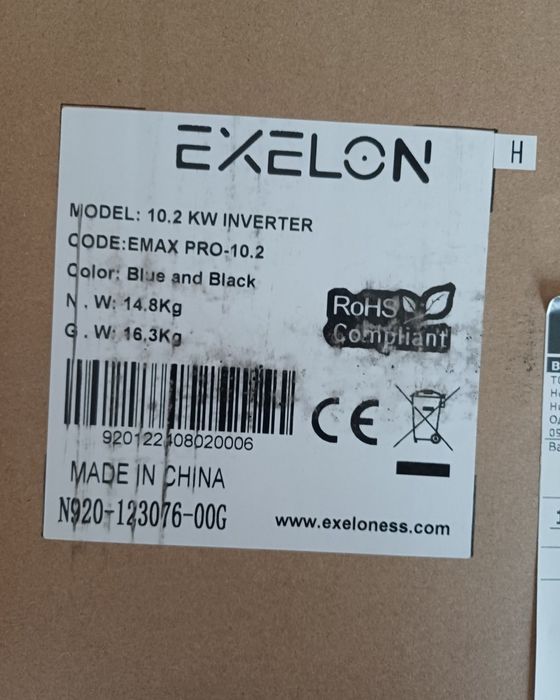 EXELON
H
MODEL: 10.2 KW INVERTER
CODE:EMAX PRO-10.2
Color: Blue and Black
N . W: 14.8Kg
G . W: 16,3Kg
RoHS
Compliant
CE
920122408020006
MADE IN CHINA
N920-123076-00G
www.exeloness.com